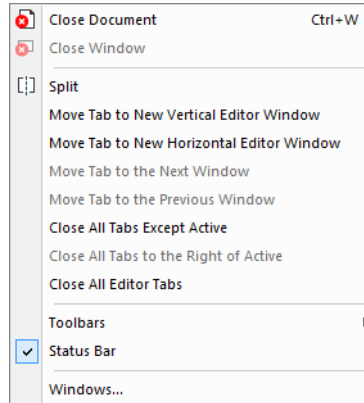 Close Document Ctrl+W
Close Window
Split
Move Tab to New Vertical Editor Window
Move Tab to New Horizontal Editor Window
Move Tab to the Next Window
Move Tab to the Previous Window
Close All Tabs Except Active
Close All Tabs to the Right of Active
Close All Editor Tabs
Toolbars
Status Bar
Windows...